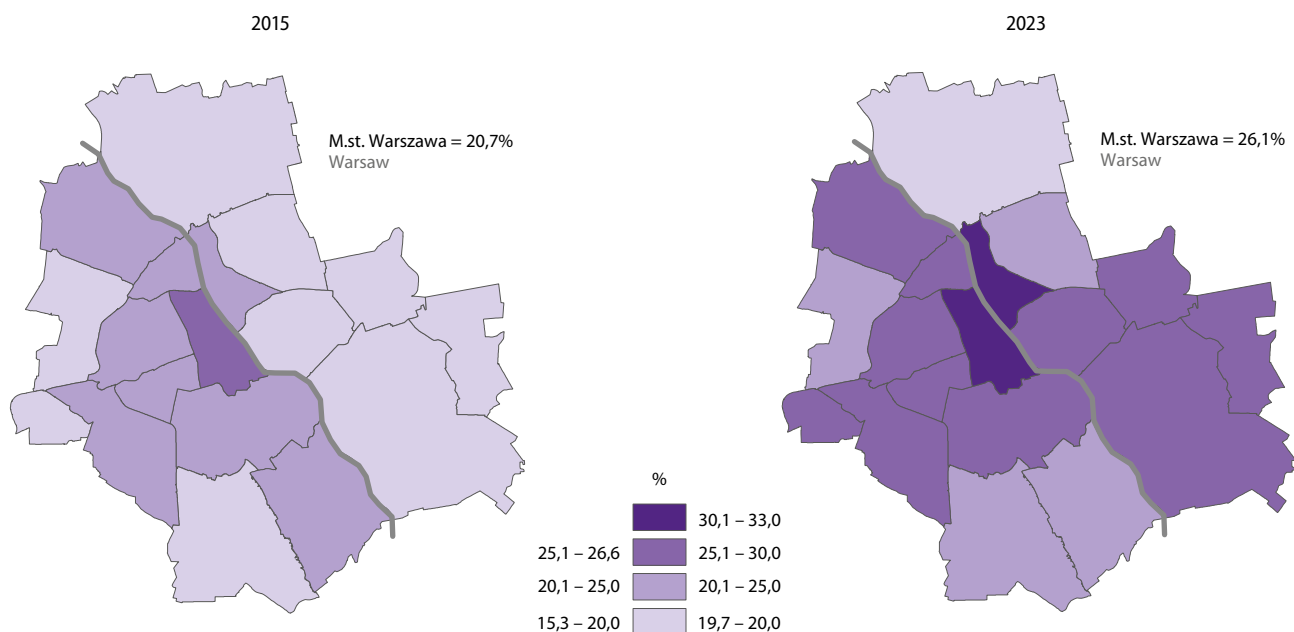 2015
2023
M.st. Warszawa = 20,7%
Warsaw
M.st. Warszawa = 26,1%
Warsaw
%
30,1 – 33,0
25,1 – 26,6 25,1 – 30,0
20,1 – 25,0 20,1 – 25,0
15,3 – 20,0 19,7 – 20,0